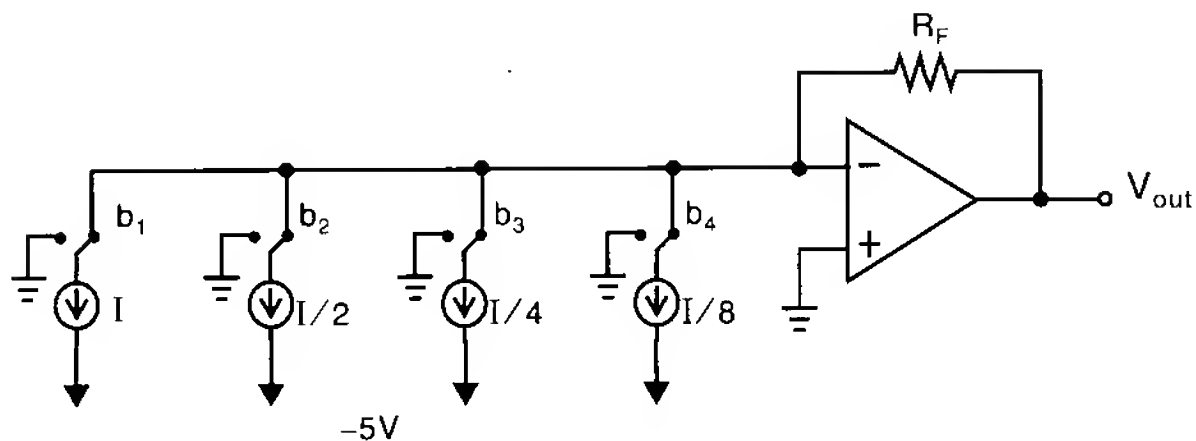 R_F
V_out
b_1
b_2
b_3
b_4
I
I/2
I/4
I/8
−
+
−5V